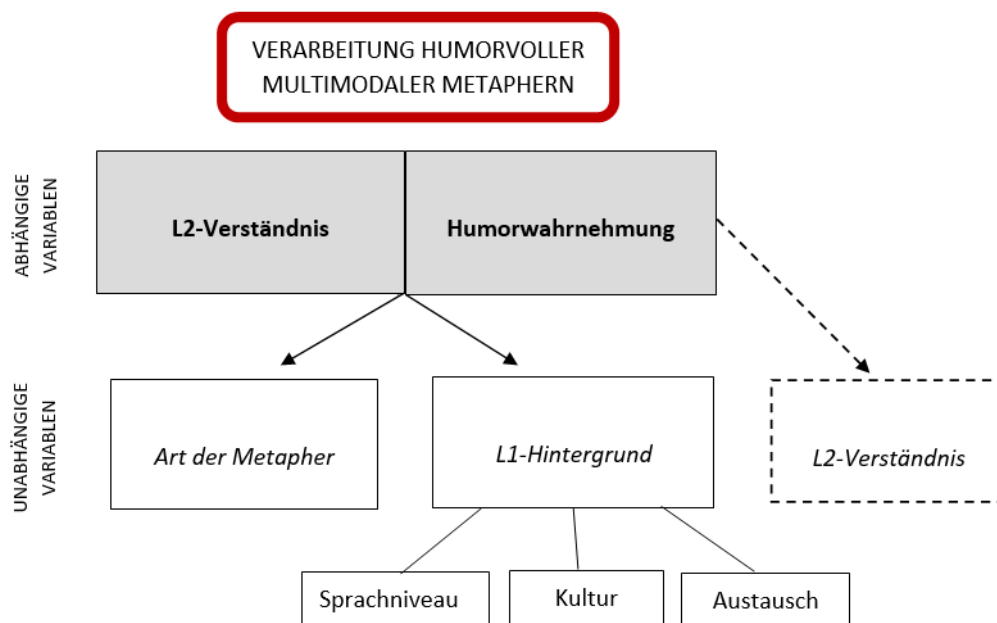 VERARBEITUNG HUMORVOLLER
MULTIMODALER METAPHERN
ABHÄNGIGE
VARIABLEN
L2-Verständnis
Humorwahrnehmung
UNABHÄNGIGE
VARIABLEN
Art der Metapher
L1-Hintergrund
L2-Verständnis
Sprachniveau
Kultur
Austausch